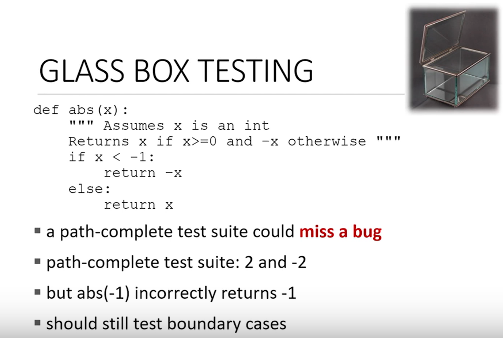 GLASS BOX TESTING
def abs(x):
""" Assumes x is an int
Returns x if x>=0 and -x otherwise """
if x < -1:
return -x
else:
return x
a path-complete test suite could miss a bug
path-complete test suite: 2 and -2
but abs(-1) incorrectly returns -1
should still test boundary cases